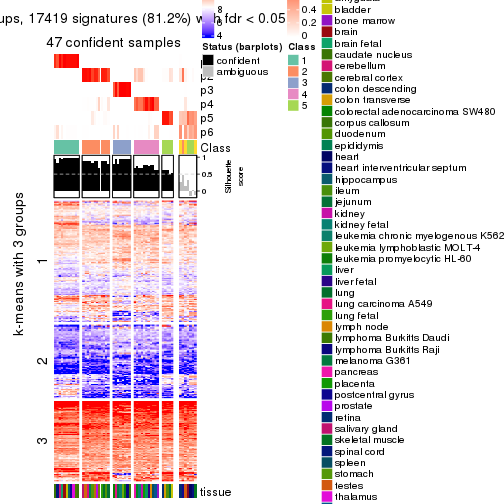 ups, 17419 signatures (81.2%) with fdr < 0.05
47 confident samples
p4
p5
p6
Class
1
0.5
0
Silhouette
score
k-means with 3 groups
1
2
3
tissue
8
6
4
Status (barplots)
confident
ambiguous
0.4
0.2
0
Class
1
2
3
4
5
bladder
bone marrow
brain
brain fetal
caudate nucleus
cerebellum
cerebral cortex
colon descending
colon transverse
colorectal adenocarcinoma SW480
corpus callosum
duodenum
epididymis
heart
heart interventricular septum
hippocampus
ileum
jejunum
kidney
kidney fetal
leukemia chronic myelogenous K562
leukemia lymphoblastic MOLT-4
leukemia promyelocytic HL-60
liver
liver fetal
lung
lung carcinoma A549
lung fetal
lymph node
lymphoma Burkitts Daudi
lymphoma Burkitts Raji
melanoma G361
pancreas
placenta
postcentral gyrus
prostate
retina
salivary gland
skeletal muscle
spinal cord
spleen
stomach
testes
thalamus